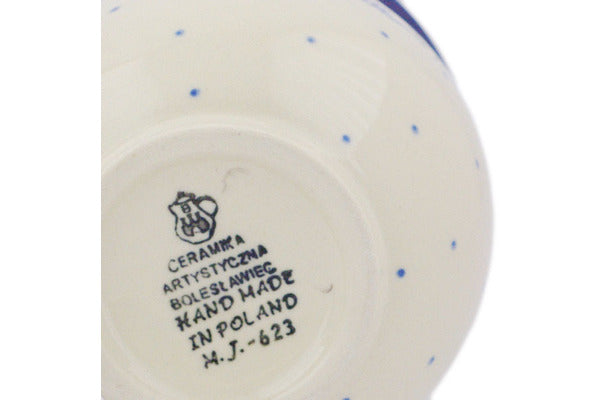 B
CERAMIKA
ARTYSTYCZNA
BOLESŁAWIEC
HAND MADE
IN POLAND
M.J.-623